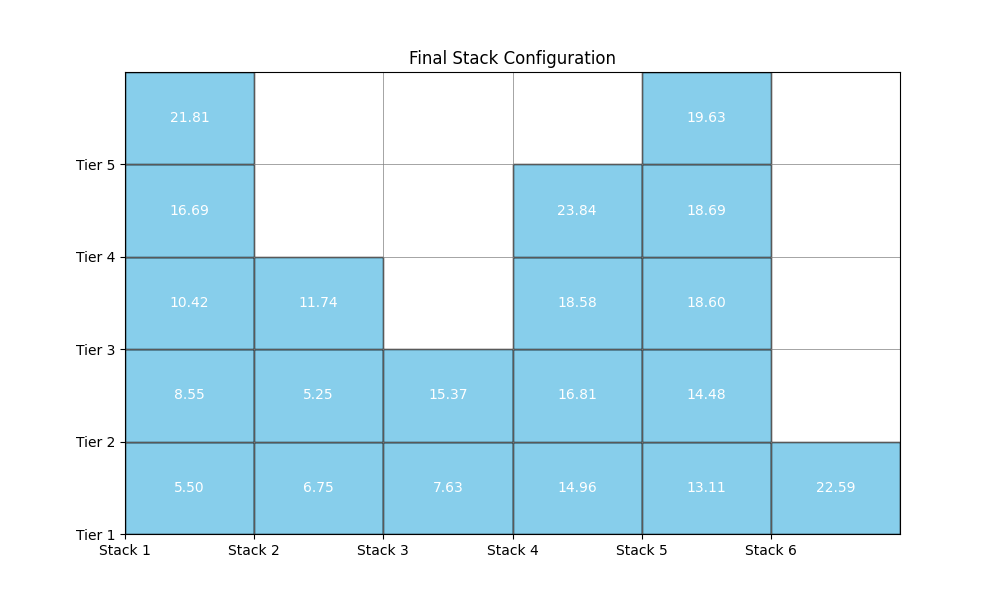 Final Stack Configuration
21.81 19.63
Tier 5
16.69 23.84 18.69
Tier 4
10.42 11.74 18.58 18.60
Tier 3
8.55 5.25 15.37 16.81 14.48
Tier 2
5.50 6.75 7.63 14.96 13.11 22.59
Tier 1
Stack 1 Stack 2 Stack 3 Stack 4 Stack 5 Stack 6